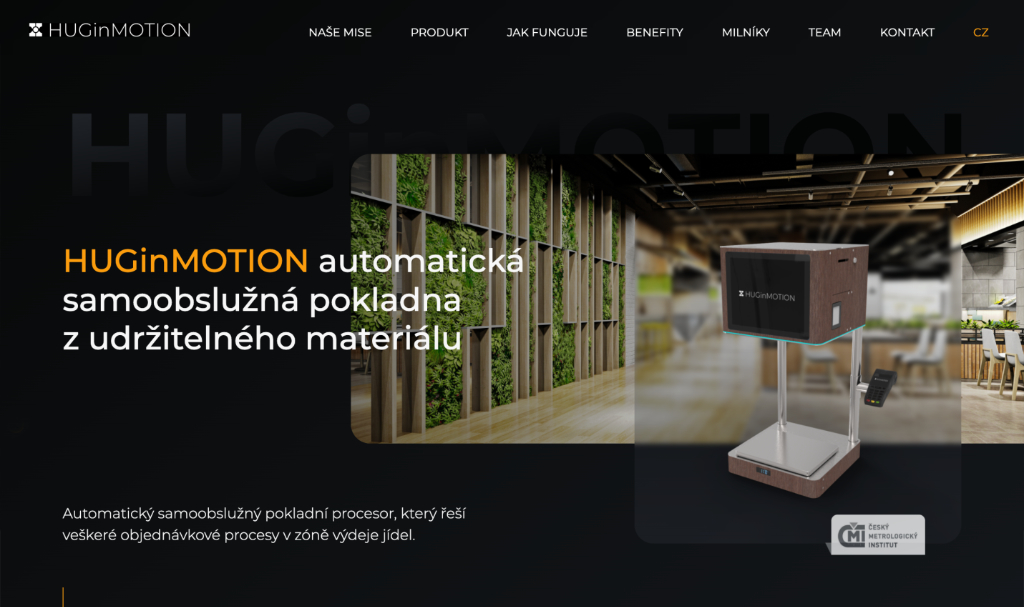 HUGinMOTION
NAŠE MISE PRODUKT JAK FUNGUJE BENEFITY MILNÍKY TEAM KONTAKT CZ
HUGinMOTION
HUGinMOTION automatická
samoobslužná pokladna
z udržitelného materiálu
HUGinMOTION
Automatický samoobslužný pokladní procesor, který řeší
veškeré objednávkové procesy v zóně výdeje jídel.
ČMI
ČESKÝ
METROLOGICKÝ
INSTITUT